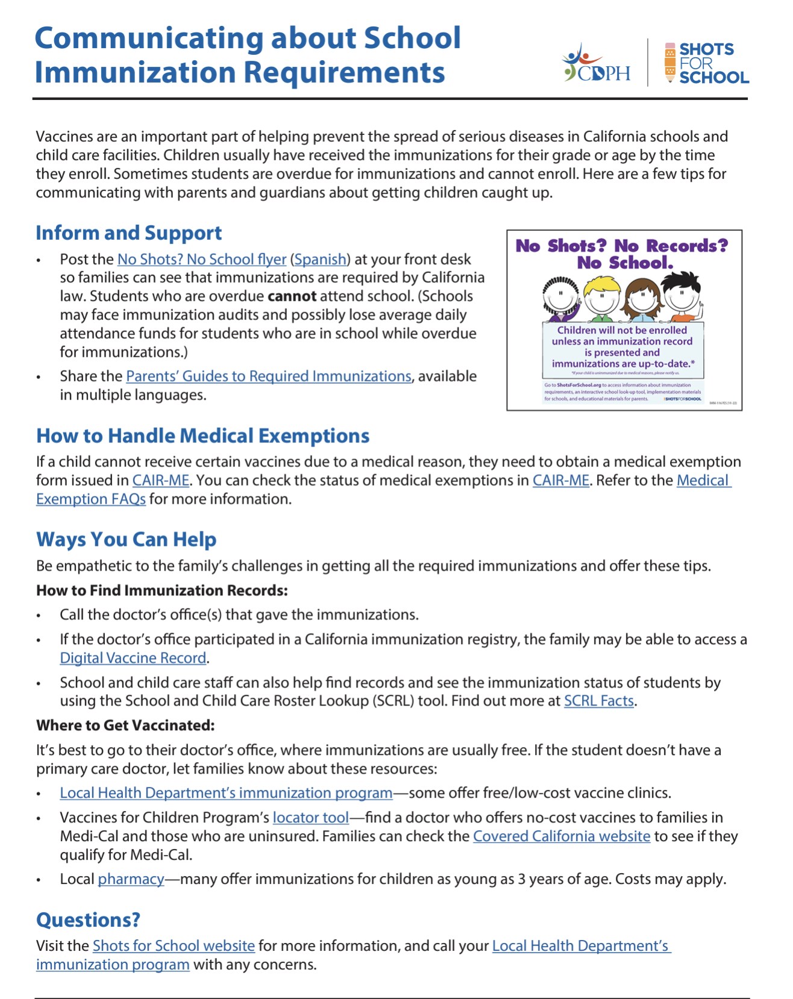 Communicating about School
Immunization Requirements
CDPH
SHOTS
FOR
SCHOOL
Vaccines are an important part of helping prevent the spread of serious diseases in California schools and
child care facilities. Children usually have received the immunizations for their grade or age by the time
they enroll. Sometimes students are overdue for immunizations and cannot enroll. Here are a few tips for
communicating with parents and guardians about getting children caught up.
Inform and Support
• Post the No Shots? No School flyer (Spanish) at your front desk
so families can see that immunizations are required by California
law. Students who are overdue cannot attend school. (Schools
may face immunization audits and possibly lose average daily
attendance funds for students who are in school while overdue
for immunizations.)
• Share the Parents’ Guides to Required Immunizations, available
in multiple languages.
No Shots? No Records?
No School.
Children will not be enrolled
unless an immunization record
is presented and
immunizations are up-to-date.*
*If your child is unimmunized due to medical reasons, please notify us.
Go to ShotsForSchool.org to access information about immunization
requirements, an interactive school look-up tool, implementation materials
for schools, and educational materials for parents.
SHOTSFORSCHOOL
IMM-1167ES (11-22)
How to Handle Medical Exemptions
If a child cannot receive certain vaccines due to a medical reason, they need to obtain a medical exemption
form issued in CAIR-ME. You can check the status of medical exemptions in CAIR-ME. Refer to the Medical
Exemption FAQs for more information.
Ways You Can Help
Be empathetic to the family’s challenges in getting all the required immunizations and offer these tips.
How to Find Immunization Records:
• Call the doctor’s office(s) that gave the immunizations.
• If the doctor’s office participated in a California immunization registry, the family may be able to access a
Digital Vaccine Record.
• School and child care staff can also help find records and see the immunization status of students by
using the School and Child Care Roster Lookup (SCRL) tool. Find out more at SCRL Facts.
Where to Get Vaccinated:
It’s best to go to their doctor’s office, where immunizations are usually free. If the student doesn’t have a
primary care doctor, let families know about these resources:
• Local Health Department’s immunization program—some offer free/low-cost vaccine clinics.
• Vaccines for Children Program’s locator tool—find a doctor who offers no-cost vaccines to families in
Medi-Cal and those who are uninsured. Families can check the Covered California website to see if they
qualify for Medi-Cal.
• Local pharmacy—many offer immunizations for children as young as 3 years of age. Costs may apply.
Questions?
Visit the Shots for School website for more information, and call your Local Health Department’s
immunization program with any concerns.